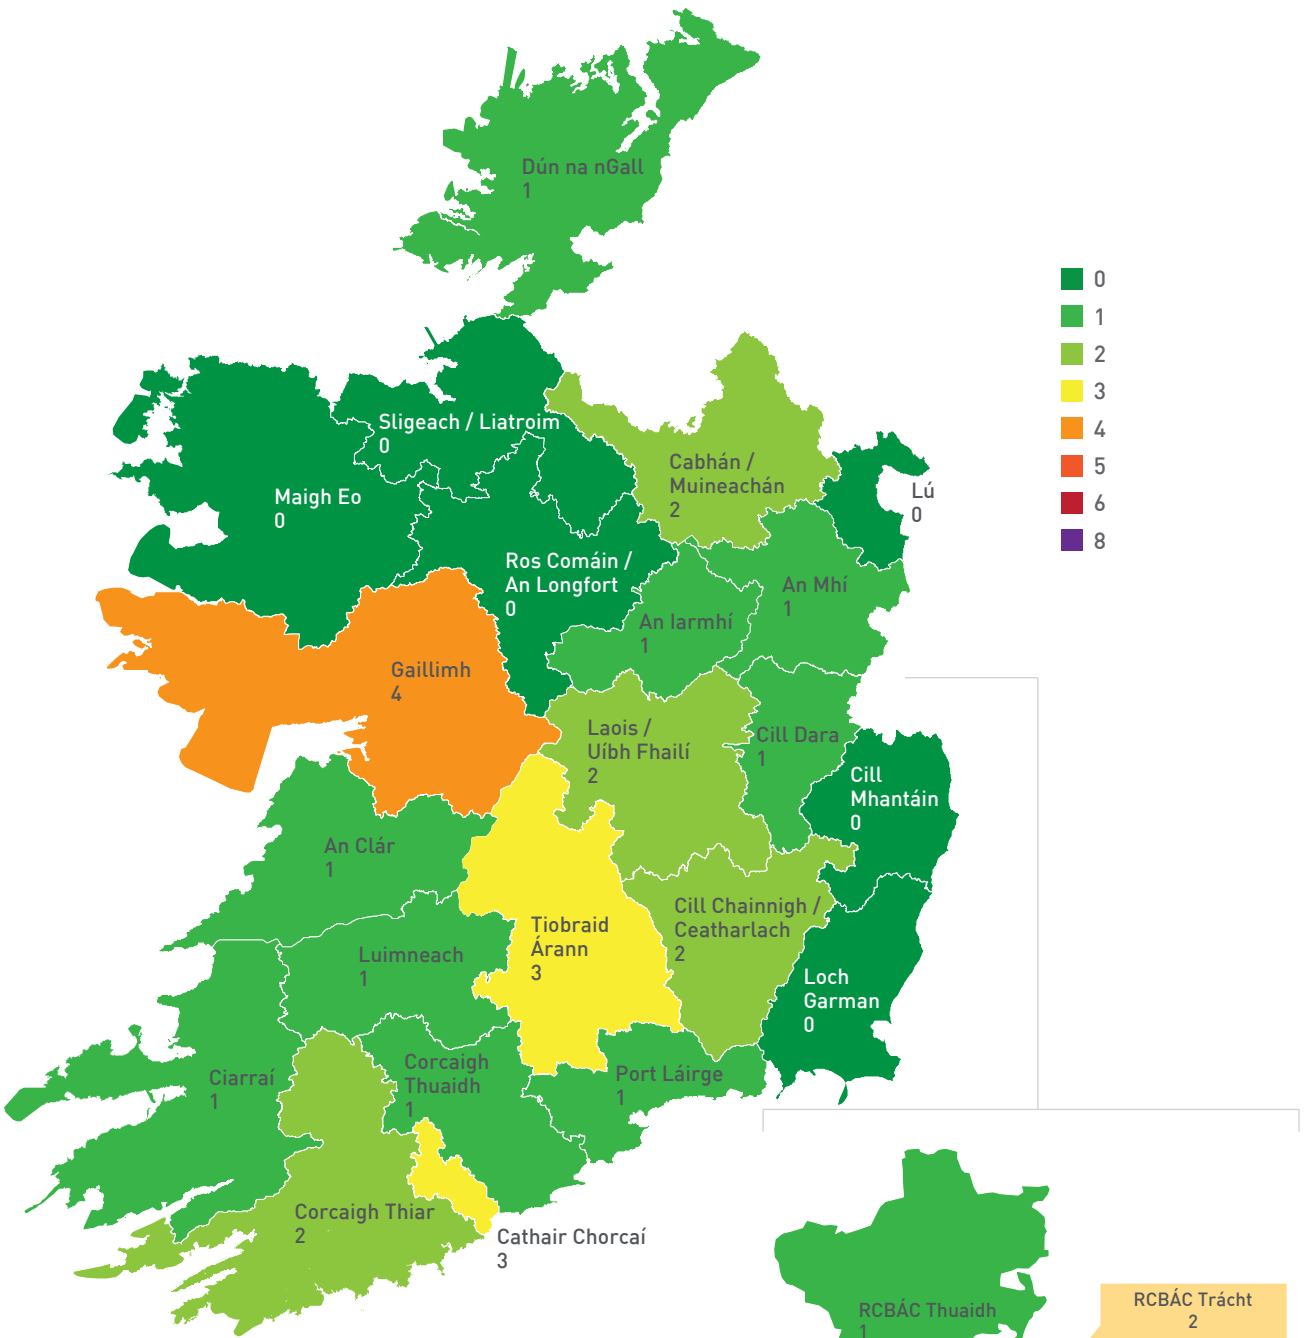 Dún na nGall
1
0
1
2
3
4
5
6
8
Sligeach / Liatroim
0
Cabhán /
Muineachán
2
Maigh Eo
0
Lú
0
Ros Comáin /
An Longfort
0
An Mhí
1
An Iarmhí
1
Gaillimh
4
Laois /
Uíbh Fhailí
2
Cill Dara
1
Cill
Mhantáin
0
An Clár
1
Cill Chainnigh /
Ceatharlach
2
Tiobraid
Árann
3
Luimneach
1
Loch
Garman
0
Ciarraí
1
Corcaigh
Thuaidh
1
Port Láirge
1
Corcaigh Thiar
2
Cathair Chorcaí
3
RCBÁC Thuaidh
1
RCBÁC Trácht
2